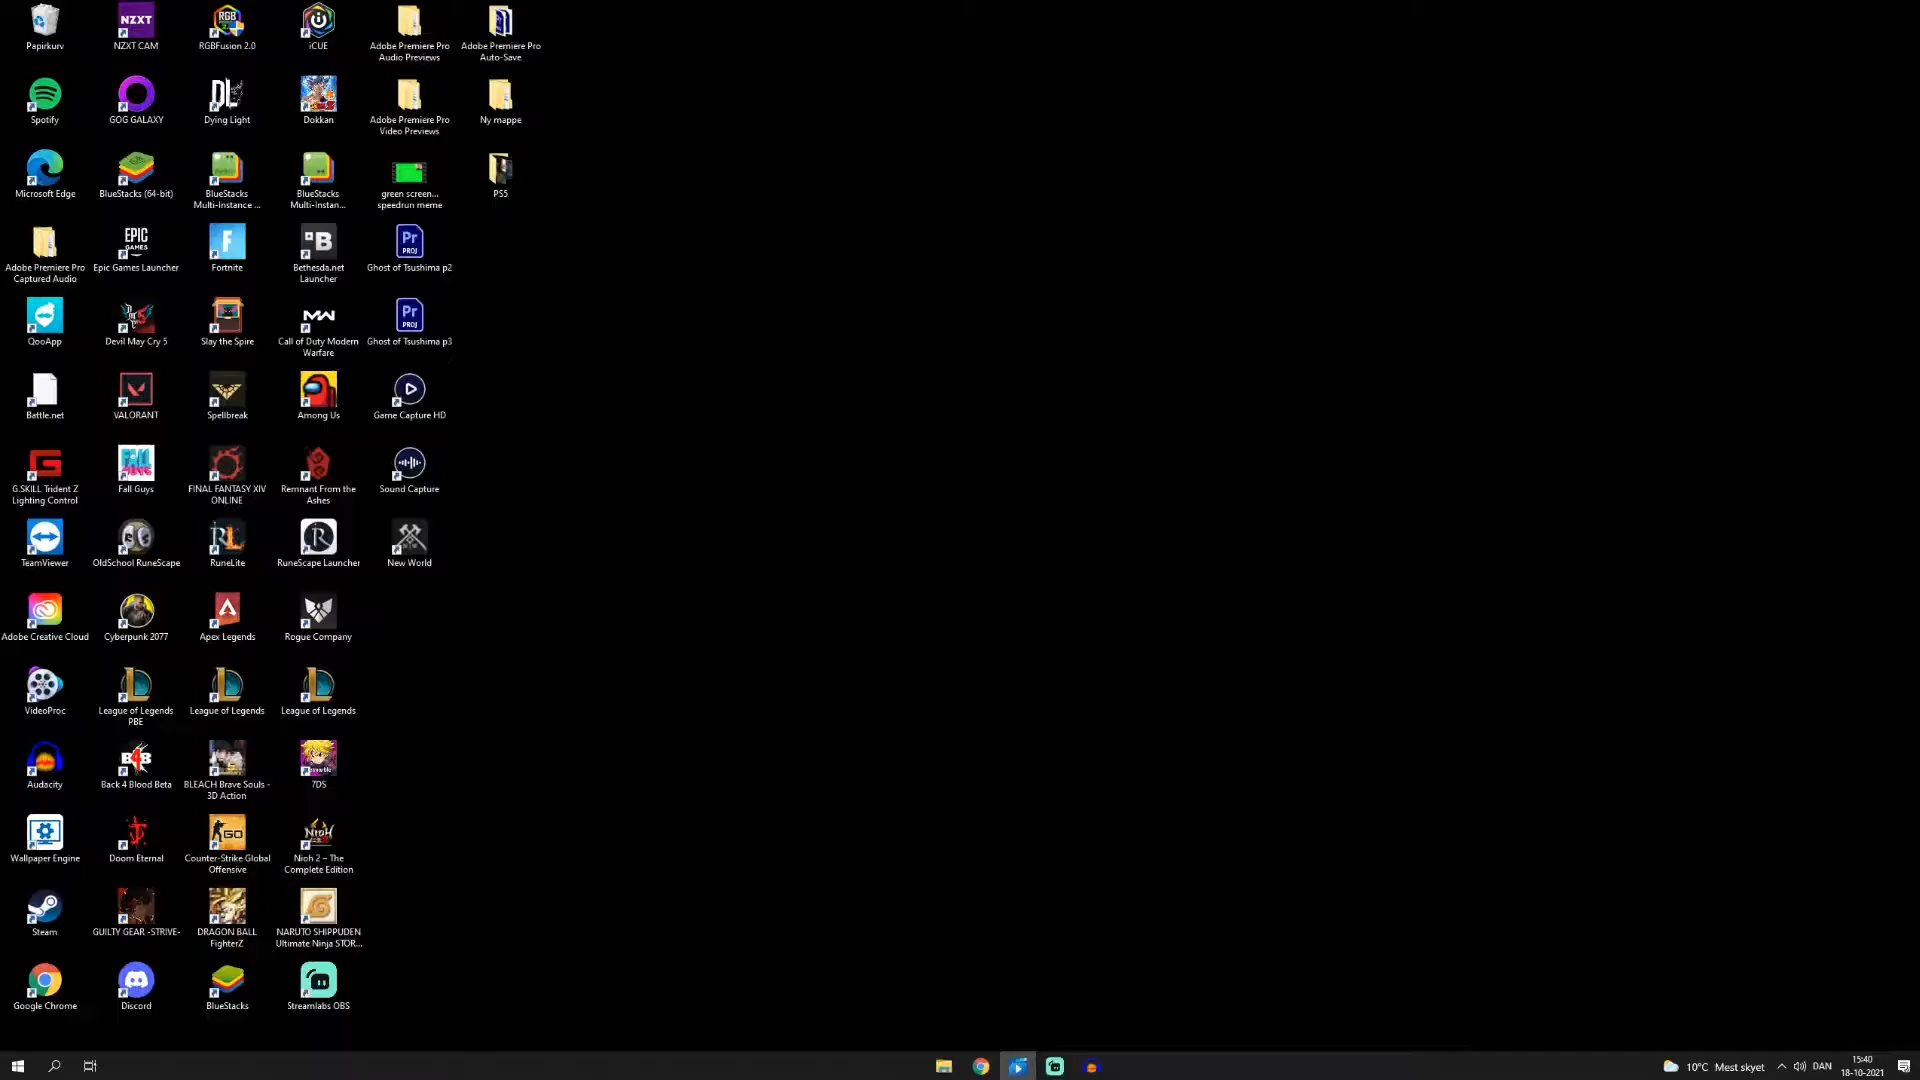 Papirkurv
NZXT CAM
RGBFusion 2.0
iCUE
Adobe Premiere Pro
Audio Previews
Adobe Premiere Pro
Auto-Save
Spotify
GOG GALAXY
Dying Light
Dokkan
Adobe Premiere Pro
Video Previews
Ny mappe
Microsoft Edge
BlueStacks (64-bit)
BlueStacks
Multi-Instance ...
BlueStacks
Multi-Instan...
green screen...
speedrun meme
PS5
Adobe Premiere Pro
Captured Audio
Epic Games Launcher
Fortnite
Bethesda.net
Launcher
Ghost of Tsushima p2
QooApp
Devil May Cry 5
Slay the Spire
Call of Duty Modern
Warfare
Ghost of Tsushima p3
Battle.net
VALORANT
Spellbreak
Among Us
Game Capture HD
G.SKILL Trident Z
Lighting Control
Fall Guys
FINAL FANTASY XIV
ONLINE
Remnant From the
Ashes
Sound Capture
TeamViewer
OldSchool RuneScape
RuneLite
RuneScape Launcher
New World
Adobe Creative Cloud
Cyberpunk 2077
Apex Legends
Rogue Company
VideoProc
League of Legends
PBE
League of Legends
League of Legends
Audacity
Back 4 Blood Beta
BLEACH Brave Souls -
3D Action
7DS
Wallpaper Engine
Doom Eternal
Counter-Strike Global
Offensive
Nioh 2 – The
Complete Edition
Steam
GUILTY GEAR -STRIVE-
DRAGON BALL
FighterZ
NARUTO SHIPPUDEN
Ultimate Ninja STOR...
Google Chrome
Discord
BlueStacks
Streamlabs OBS
10°C Mest skyet
DAN
15:40
18-10-2021